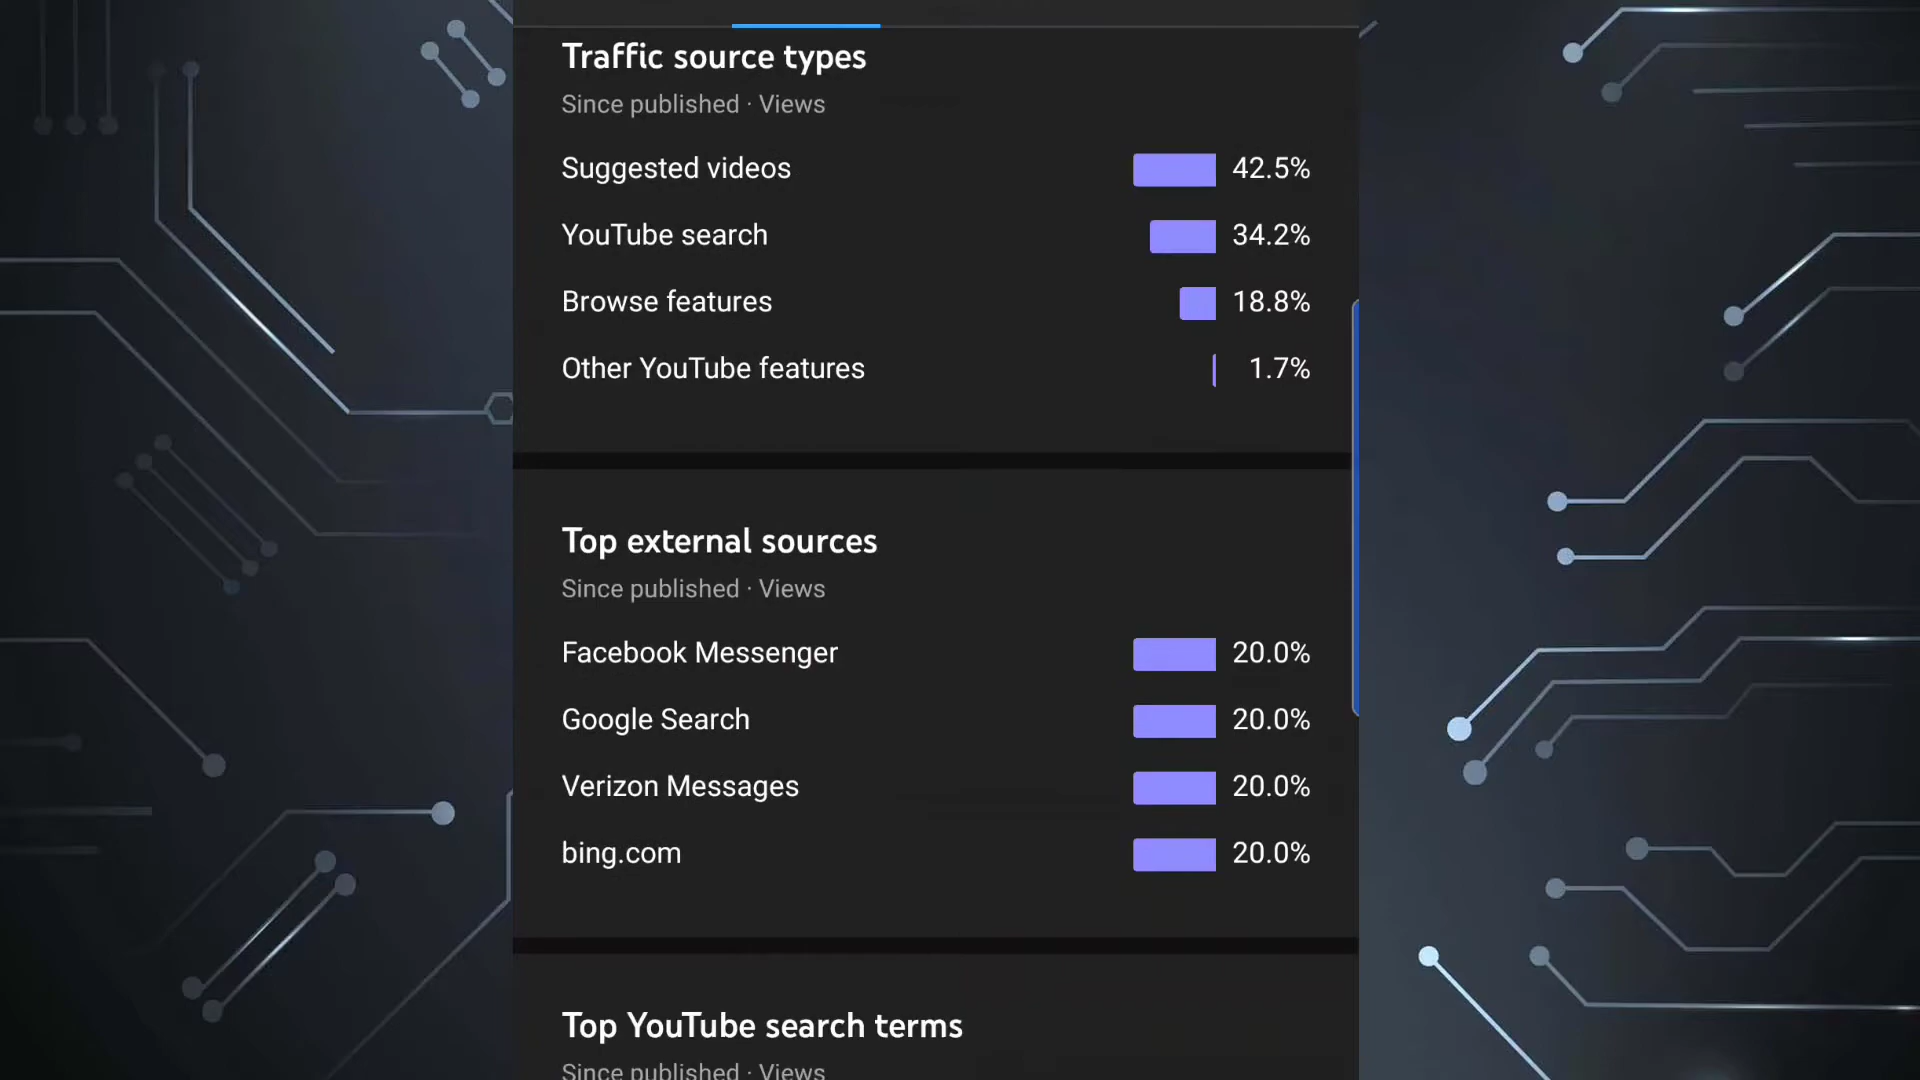 Traffic source types
Since published · Views
Suggested videos 42.5%
YouTube search 34.2%
Browse features 18.8%
Other YouTube features 1.7%
Top external sources
Since published · Views
Facebook Messenger 20.0%
Google Search 20.0%
Verizon Messages 20.0%
bing.com 20.0%
Top YouTube search terms
Since published · Views